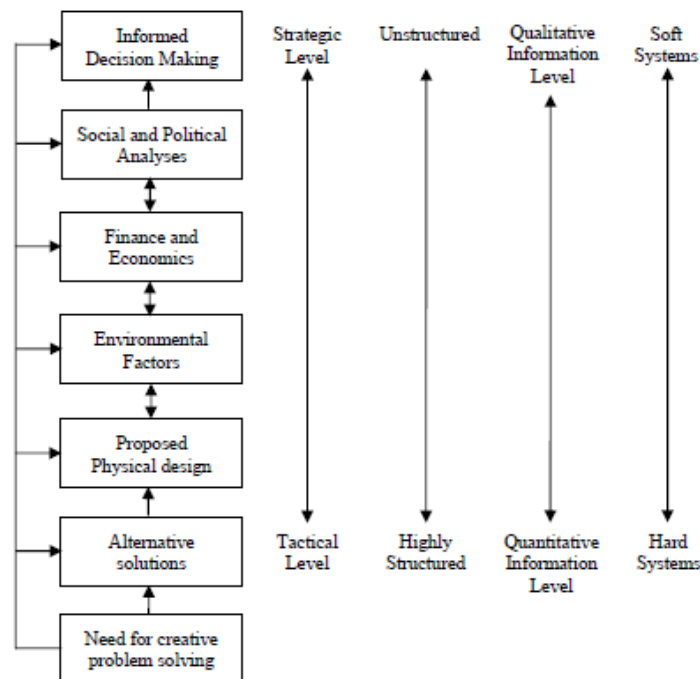 Informed
Decision Making
Strategic
Level
Unstructured
Qualitative
Information
Level
Soft
Systems
Social and Political
Analyses
Finance and
Economics
Environmental
Factors
Proposed
Physical design
Alternative
solutions
Tactical
Level
Highly
Structured
Quantitative
Information
Level
Hard
Systems
Need for creative
problem solving